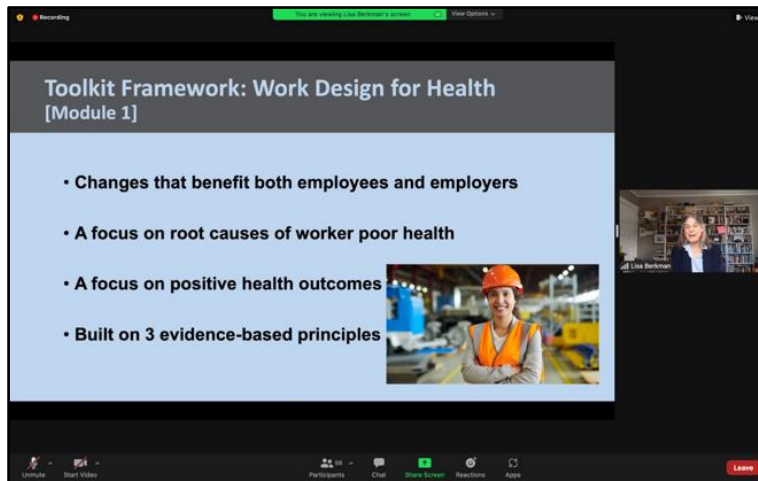 Recording
You are viewing Lisa Berkman's screen
View Options
View
Toolkit Framework: Work Design for Health
[Module 1]
• Changes that benefit both employees and employers
• A focus on root causes of worker poor health
• A focus on positive health outcomes
• Built on 3 evidence-based principles
Lisa Berkman
Unmute
Start Video
Participants
Chat
Share Screen
Reactions
Apps
Leave